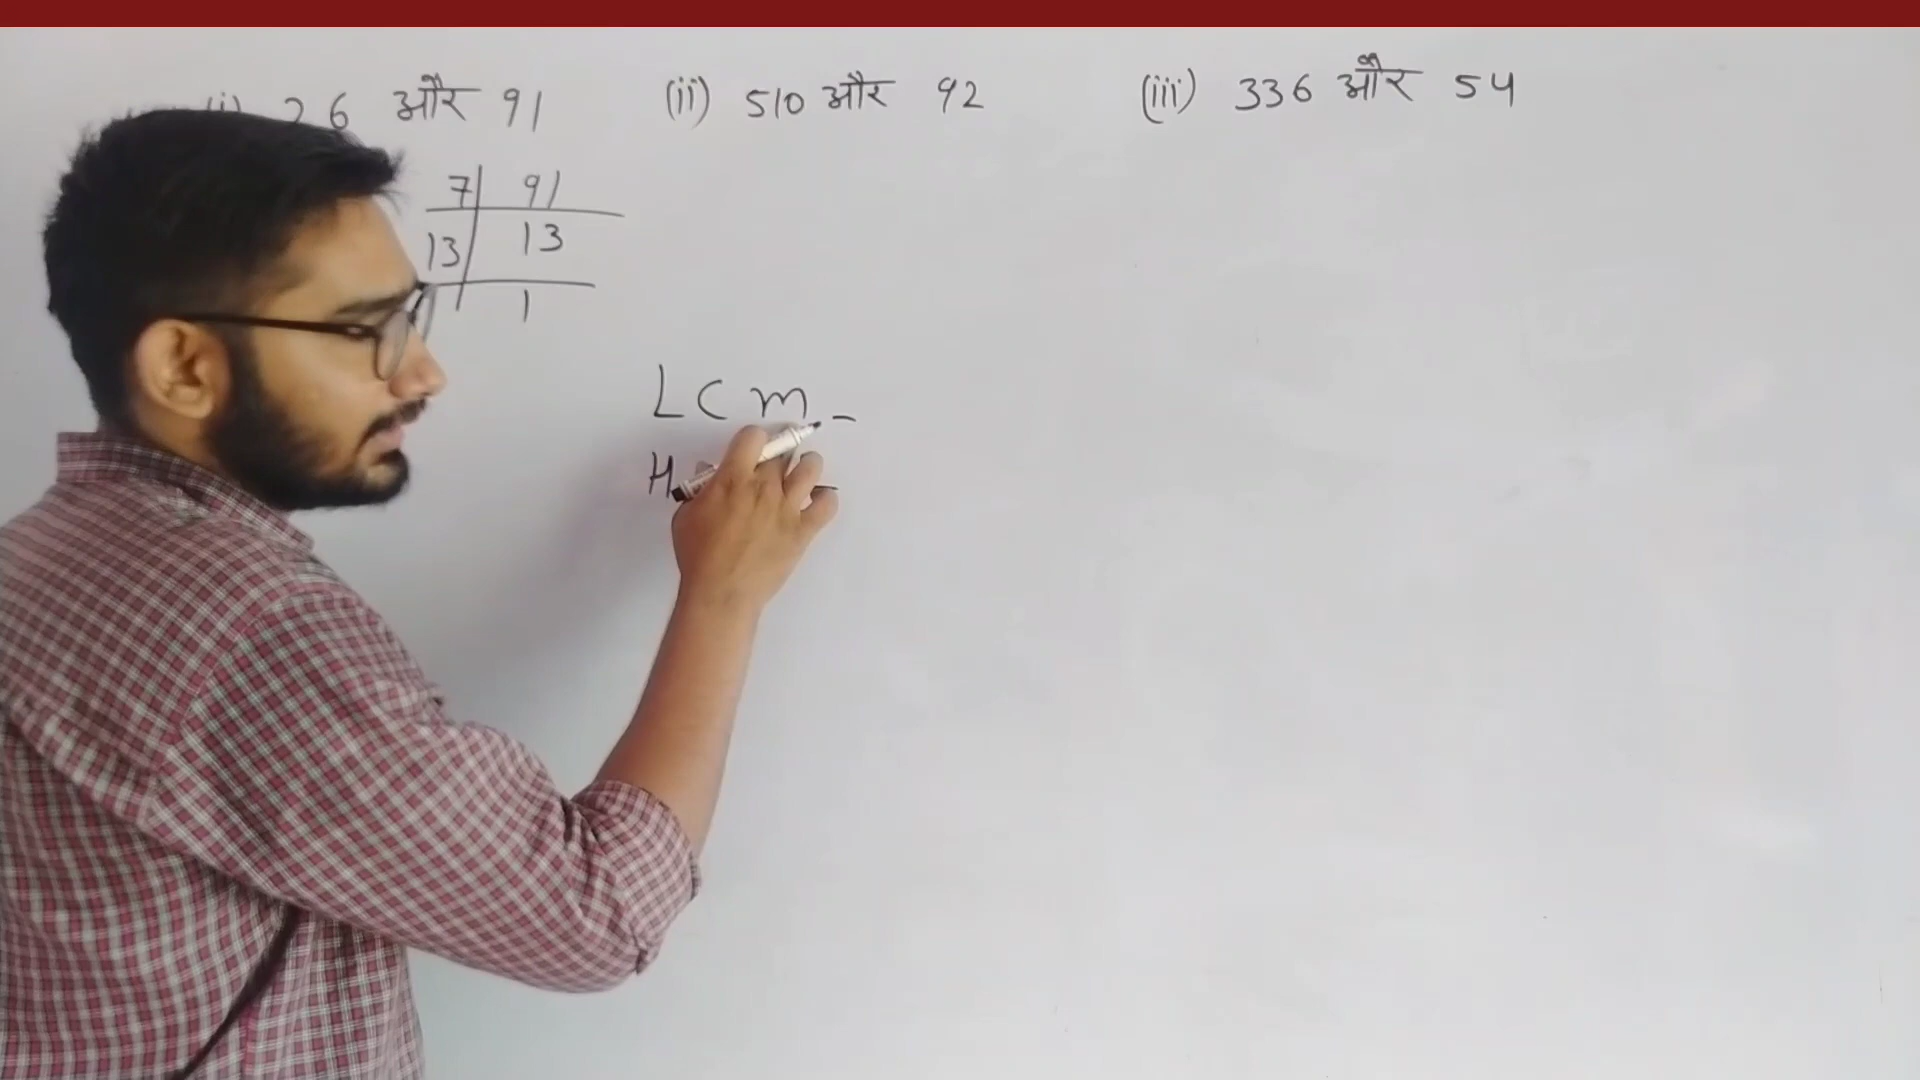 (i) 26 और 91
(ii) 510 और 92
(iii) 336 और 54
7 91
13 13
1
LCM -
H